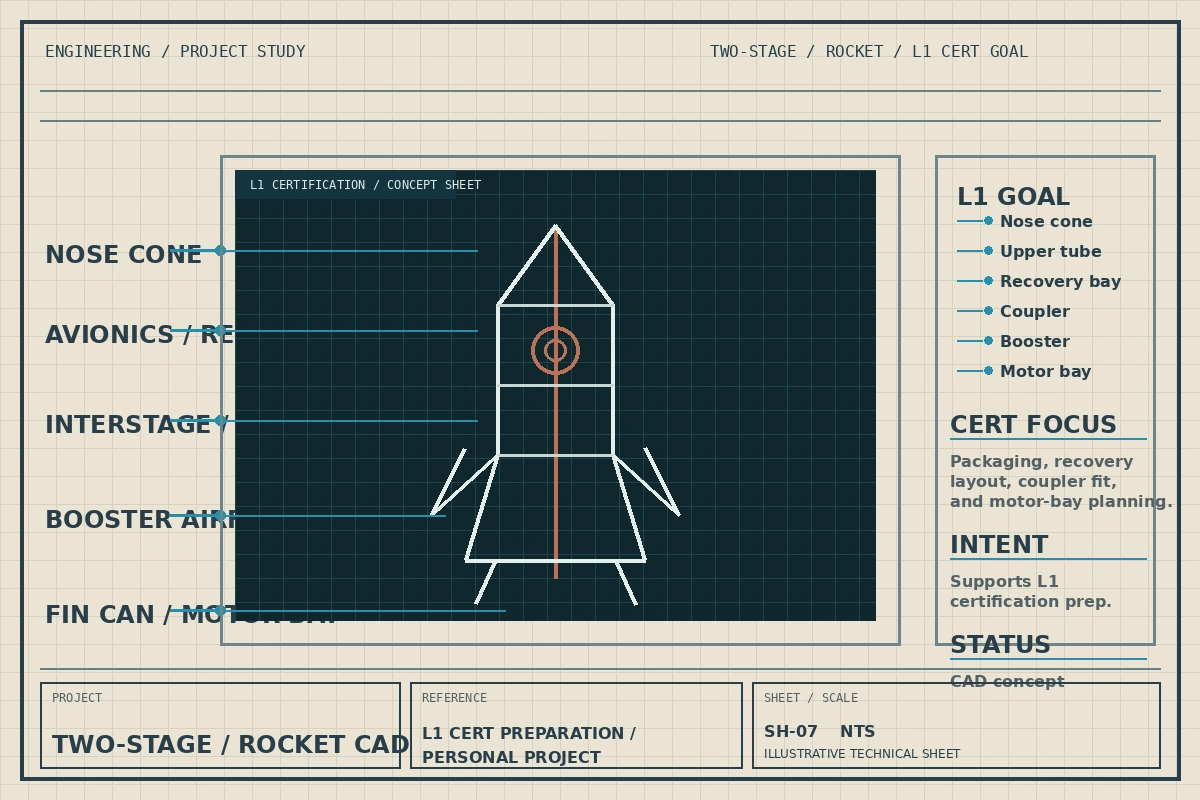 ENGINEERING / PROJECT STUDY
TWO-STAGE / ROCKET / L1 CERT GOAL
L1 CERTIFICATION / CONCEPT SHEET
NOSE CONE
AVIONICS /
INTERSTAGE /
BOOSTER
FIN CAN / MOTOR BAY
L1 GOAL
Nose cone
Upper tube
Recovery bay
Coupler
Booster
Motor bay
CERT FOCUS
Packaging, recovery
layout, coupler fit,
and motor-bay planning.
INTENT
Supports L1
certification prep.
STATUS
CAD concept
PROJECT
TWO-STAGE / ROCKET CAD
REFERENCE
L1 CERT PREPARATION /
PERSONAL PROJECT
SHEET / SCALE
SH-07 NTS
ILLUSTRATIVE TECHNICAL SHEET